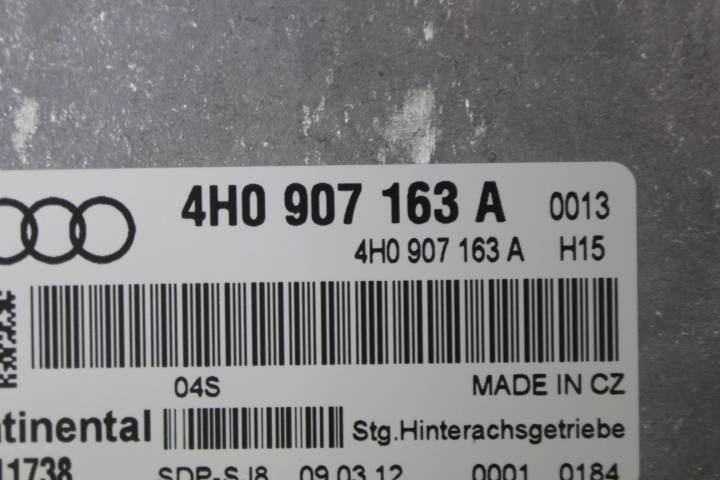 4H0 907 163 A 0013
4H0 907 163 A H15
04S MADE IN CZ
ntinental Stg.Hinterachsgetriebe
11738 SDP-SJ8 09.03.12 0001 0184